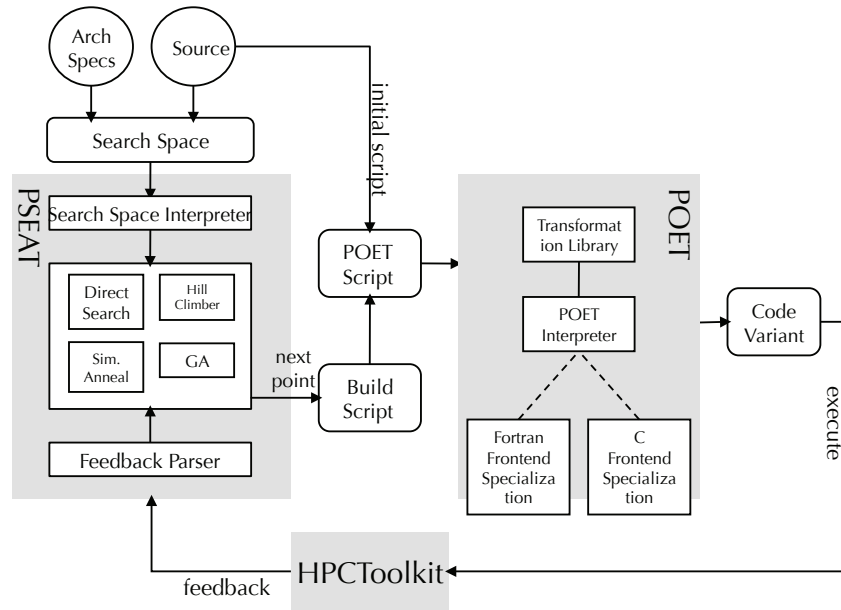 Arch
Specs
Source
Search Space
initial script
PSEAT
Search Space Interpreter
Direct
Search
Hill
Climber
Sim.
Anneal
GA
Feedback Parser
next
point
POET
Script
Build
Script
POET
Transformat
ion Library
POET
Interpreter
Fortran
Frontend
Specializa
tion
C
Frontend
Specializa
tion
Code
Variant
execute
HPCToolkit
feedback